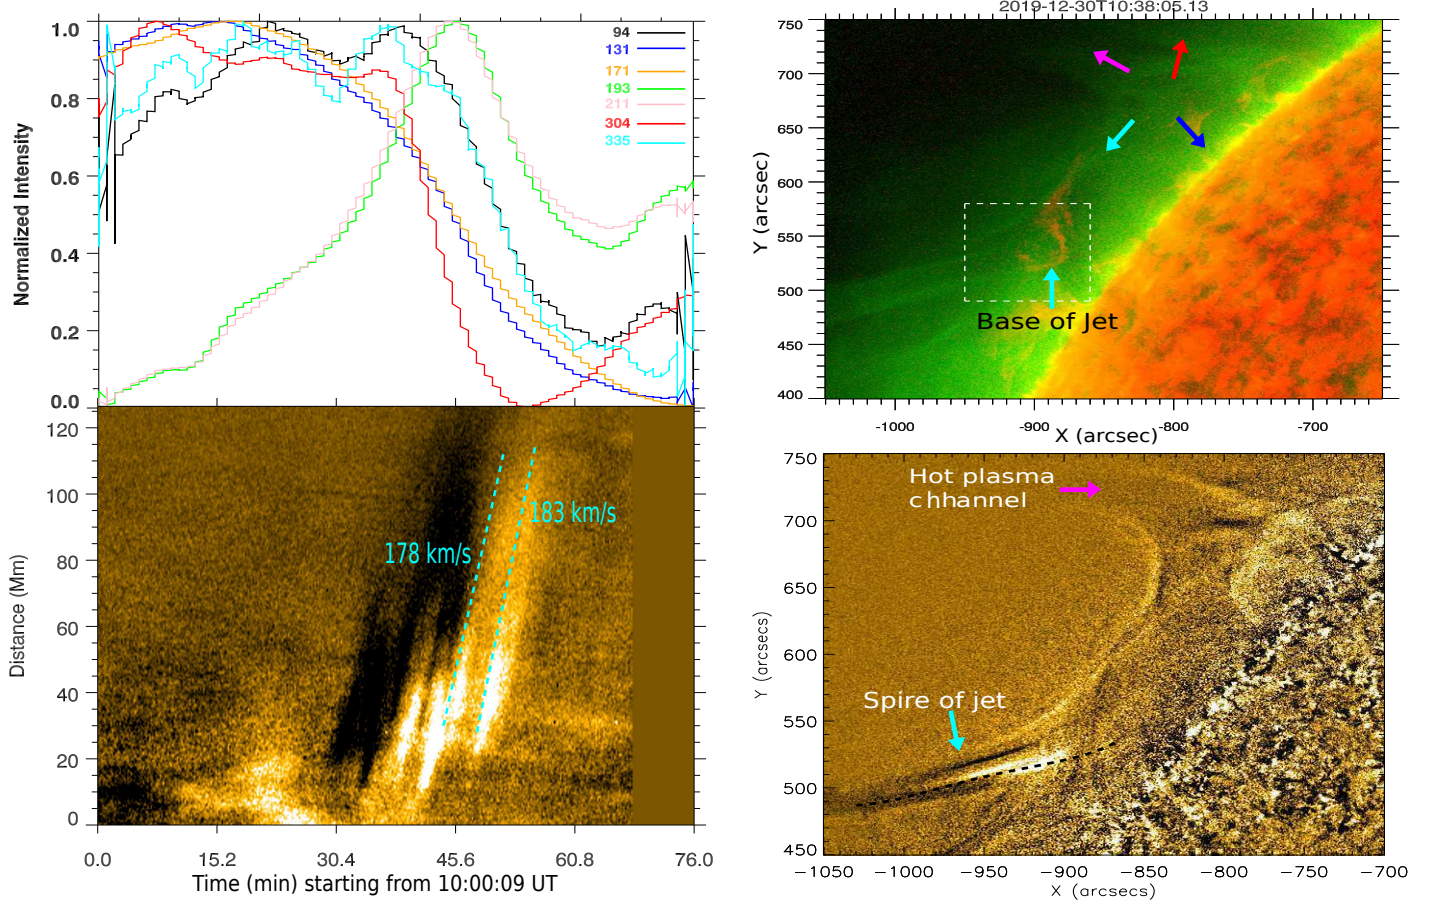 1.0
0.8
0.6
0.4
0.2
0.0
Normalized Intensity
94
131
171
193
211
304
335
120
100
80
60
40
20
0
Distance (Mm)
178 km/s
183 km/s
0.0 15.2 30.4 45.6 60.8 76.0
Time (min) starting from 10:00:09 UT
2019-12-30T10:38:05.13
750
700
650
600
550
500
450
400
Y (arcsec)
Base of Jet
-1000 -900 -800 -700
X (arcsec)
750
700
650
600
550
500
450
Y (arcsecs)
Hot plasma
chhannel
Spire of jet
−1050 −1000 −950 −900 −850 −800 −750 −700
X (arcsecs)